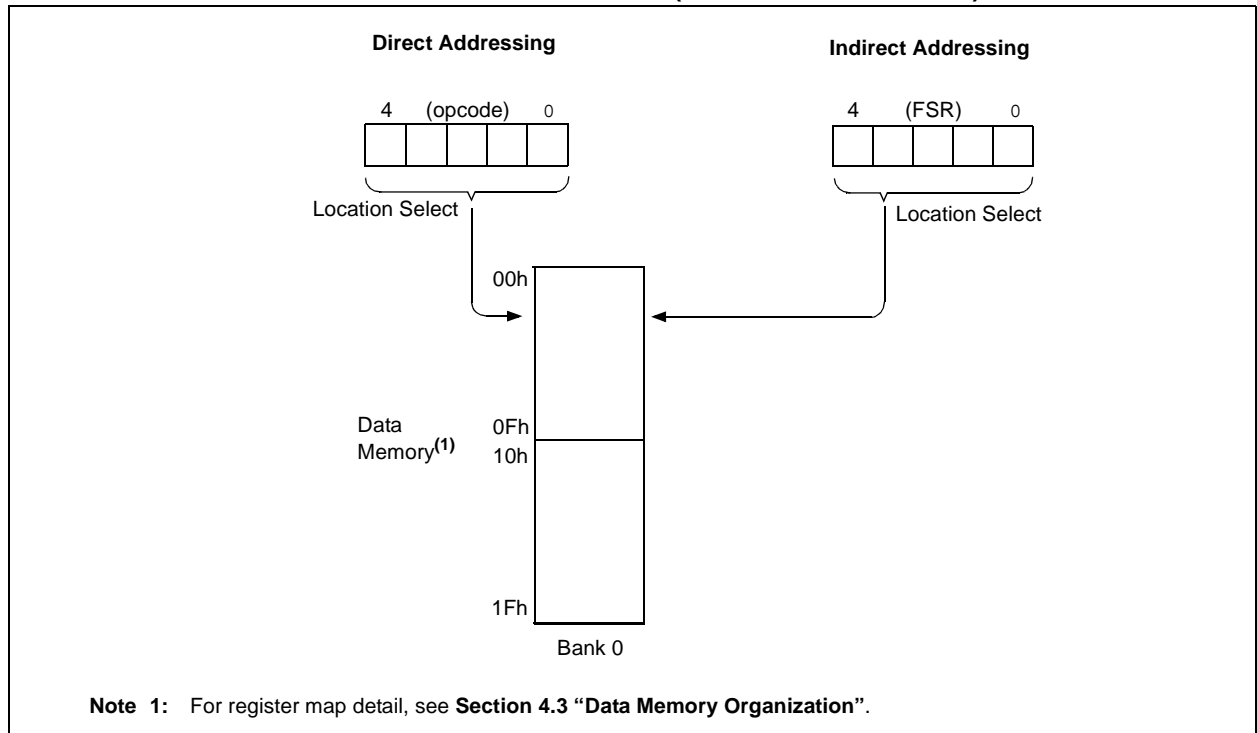 Direct Addressing
Indirect Addressing
4 (opcode) 0
4 (FSR) 0
Location Select
Location Select
00h
Data
Memory(1)
0Fh
10h
1Fh
Bank 0
Note 1: For register map detail, see Section 4.3 “Data Memory Organization”.